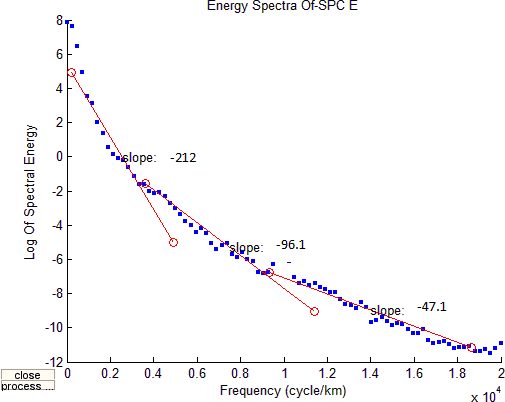 Energy Spectra Of-SPC E
8
6
4
2
0
-2
-4
-6
-8
-10
-12
Log Of Spectral Energy
slope: -212
slope: -96.1
slope: -47.1
0 0.2 0.4 0.6 0.8 1 1.2 1.4 1.6 1.8 2
Frequency (cycle/km)
x 10^4
close
process ...